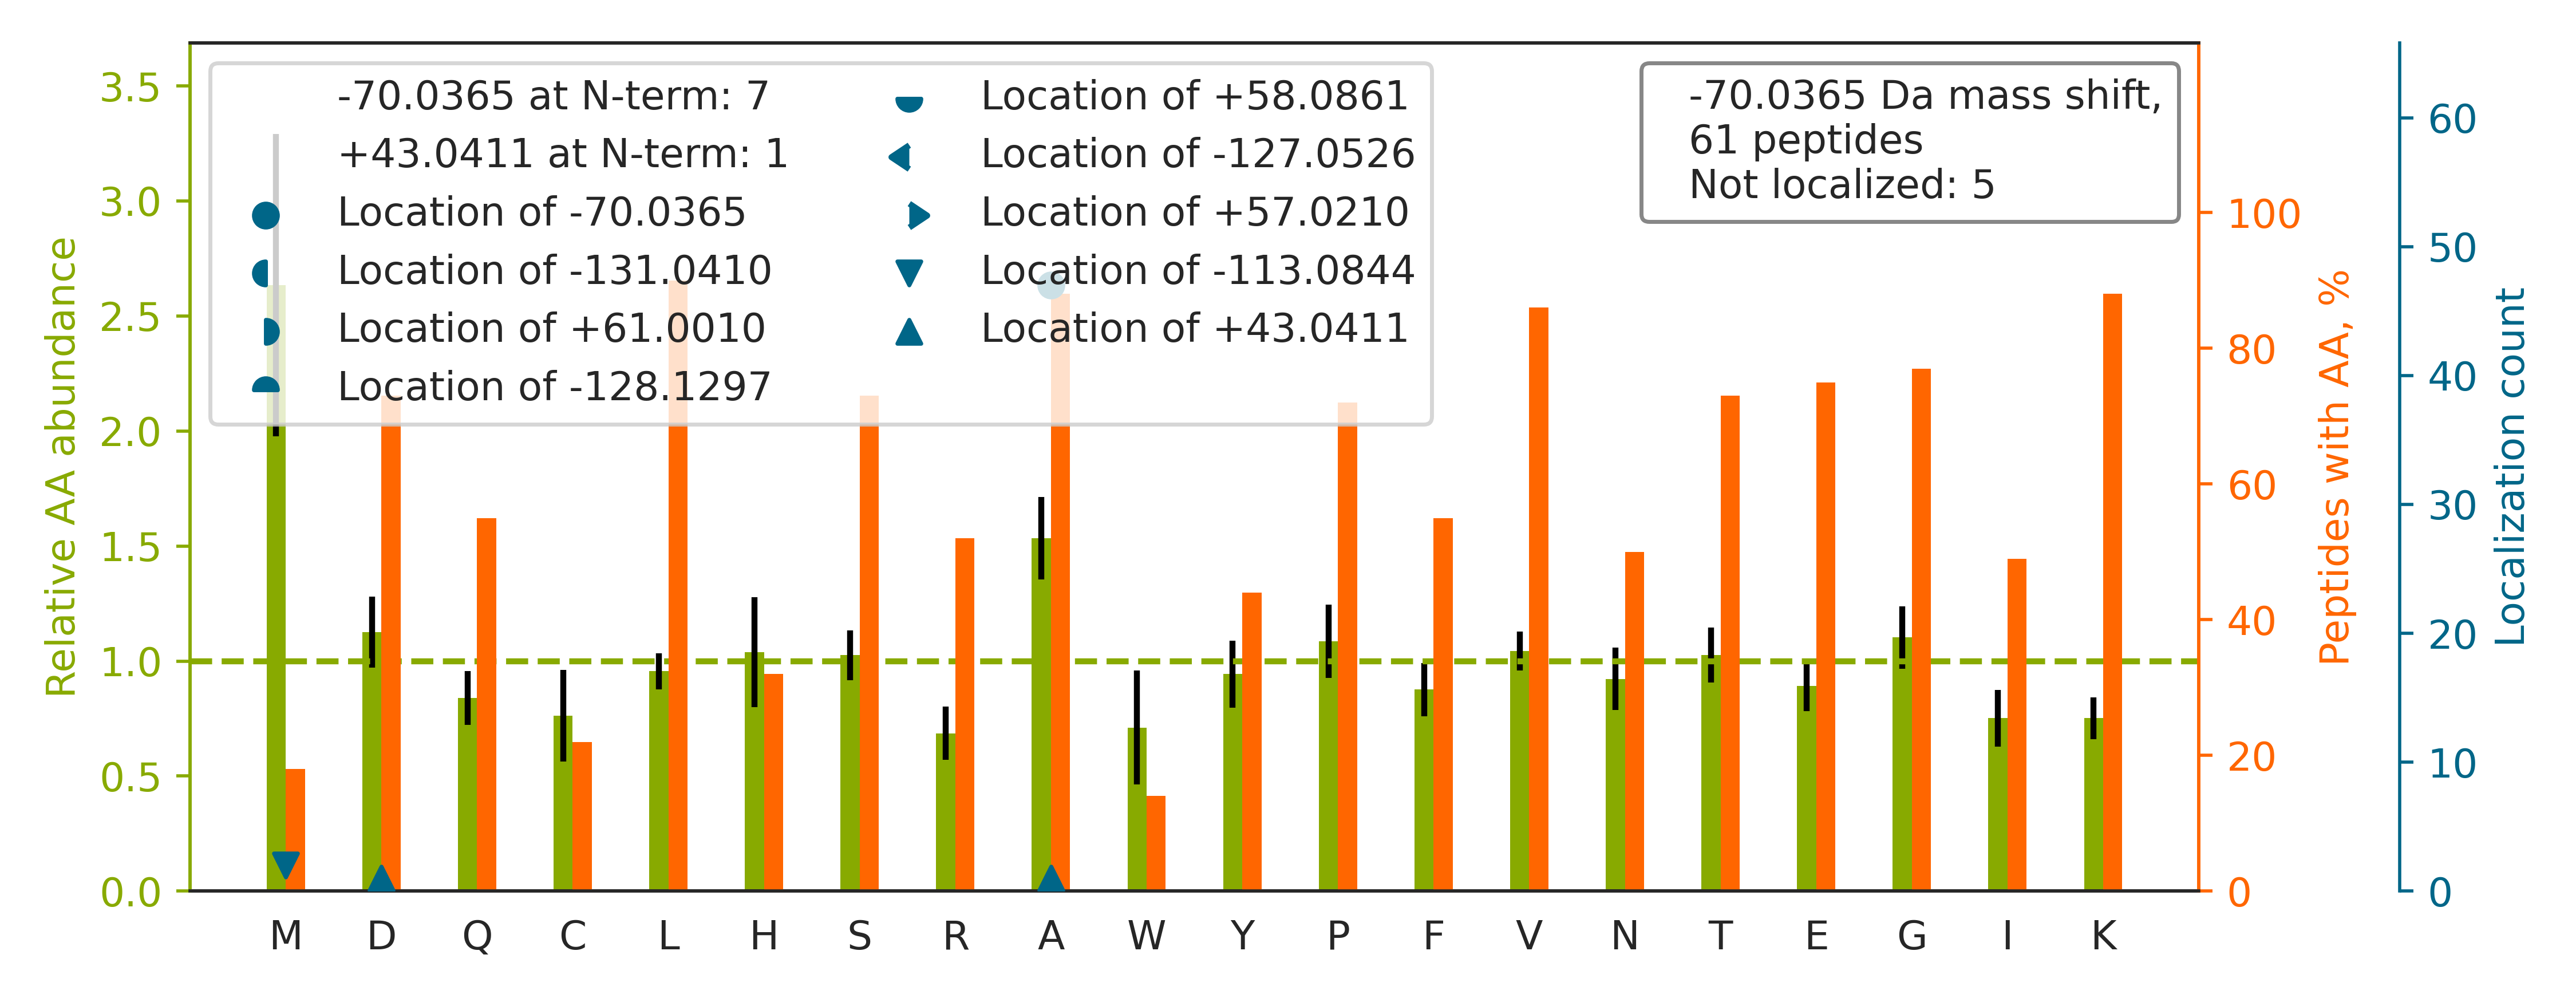 -70.0365 at N-term: 7
+43.0411 at N-term: 1
Location of -70.0365
Location of -131.0410
Location of +61.0010
Location of -128.1297
Location of +58.0861
Location of -127.0526
Location of +57.0210
Location of -113.0844
Location of +43.0411
-70.0365 Da mass shift,
61 peptides
Not localized: 5
Relative AA abundance
3.5
3.0
2.5
2.0
1.5
1.0
0.5
0.0
M D Q C L H S R A W Y P F V N T E G I K
100
80
60
40
20
0
Peptides with AA, %
60
50
40
30
20
10
0
Localization count